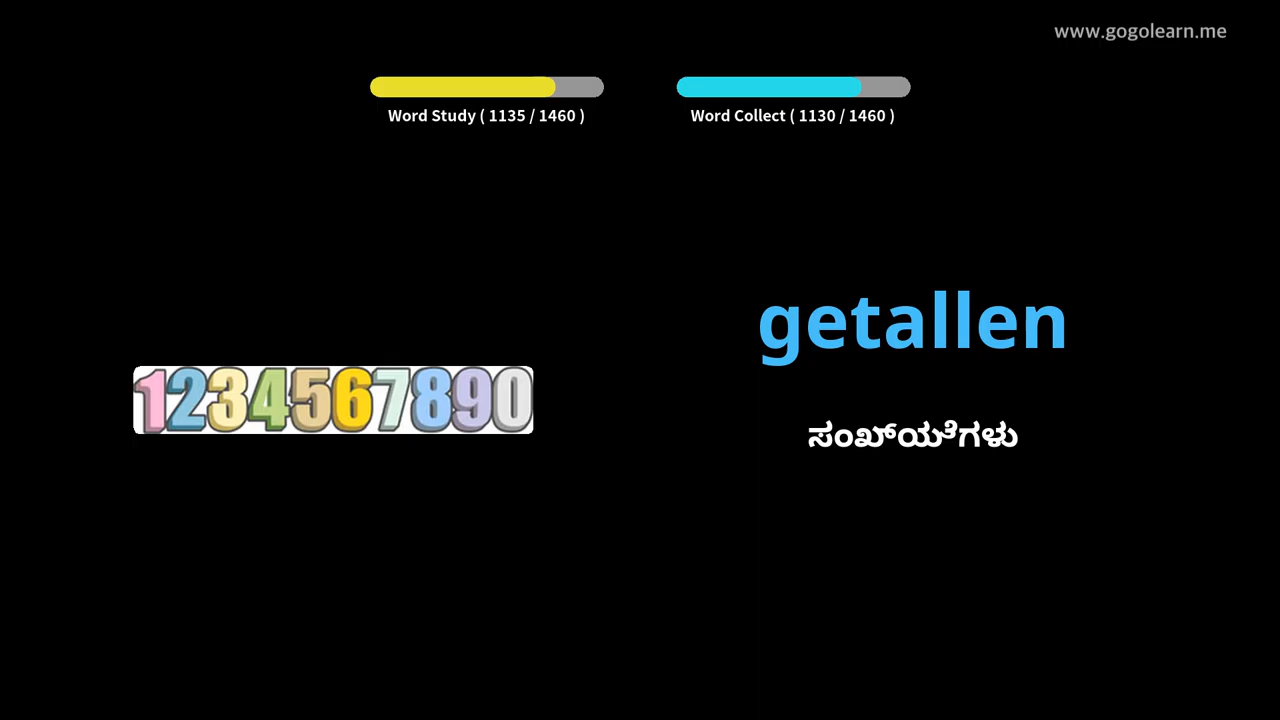 www.gogolearn.me
Word Study ( 1135 / 1460 )
Word Collect ( 1130 / 1460 )
getallen
1234567890
ಸಂಖ್ಯೆಗಳು